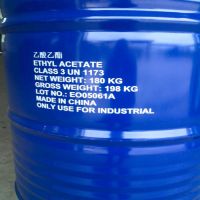 乙酸乙酯
ETHYL ACETATE
CLASS 3 UN 1173
NET WEIGHT: 180 KG
GROSS WEIGHT: 198 KG
LOT NO.: EO05061A
MADE IN CHINA
ONLY USE FOR INDUSTRIAL